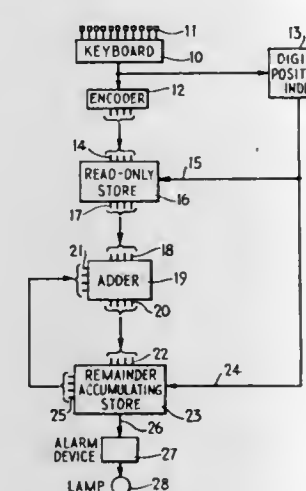 11
KEYBOARD
10
13
DIGI
POSIT
INDE
ENCODER
12
14
15
READ-ONLY
STORE
16
17
18
21
ADDER
19
20
22
24
REMAINDER
ACCUMULATING
STORE
23
25
26
ALARM
DEVICE
27
LAMP
28